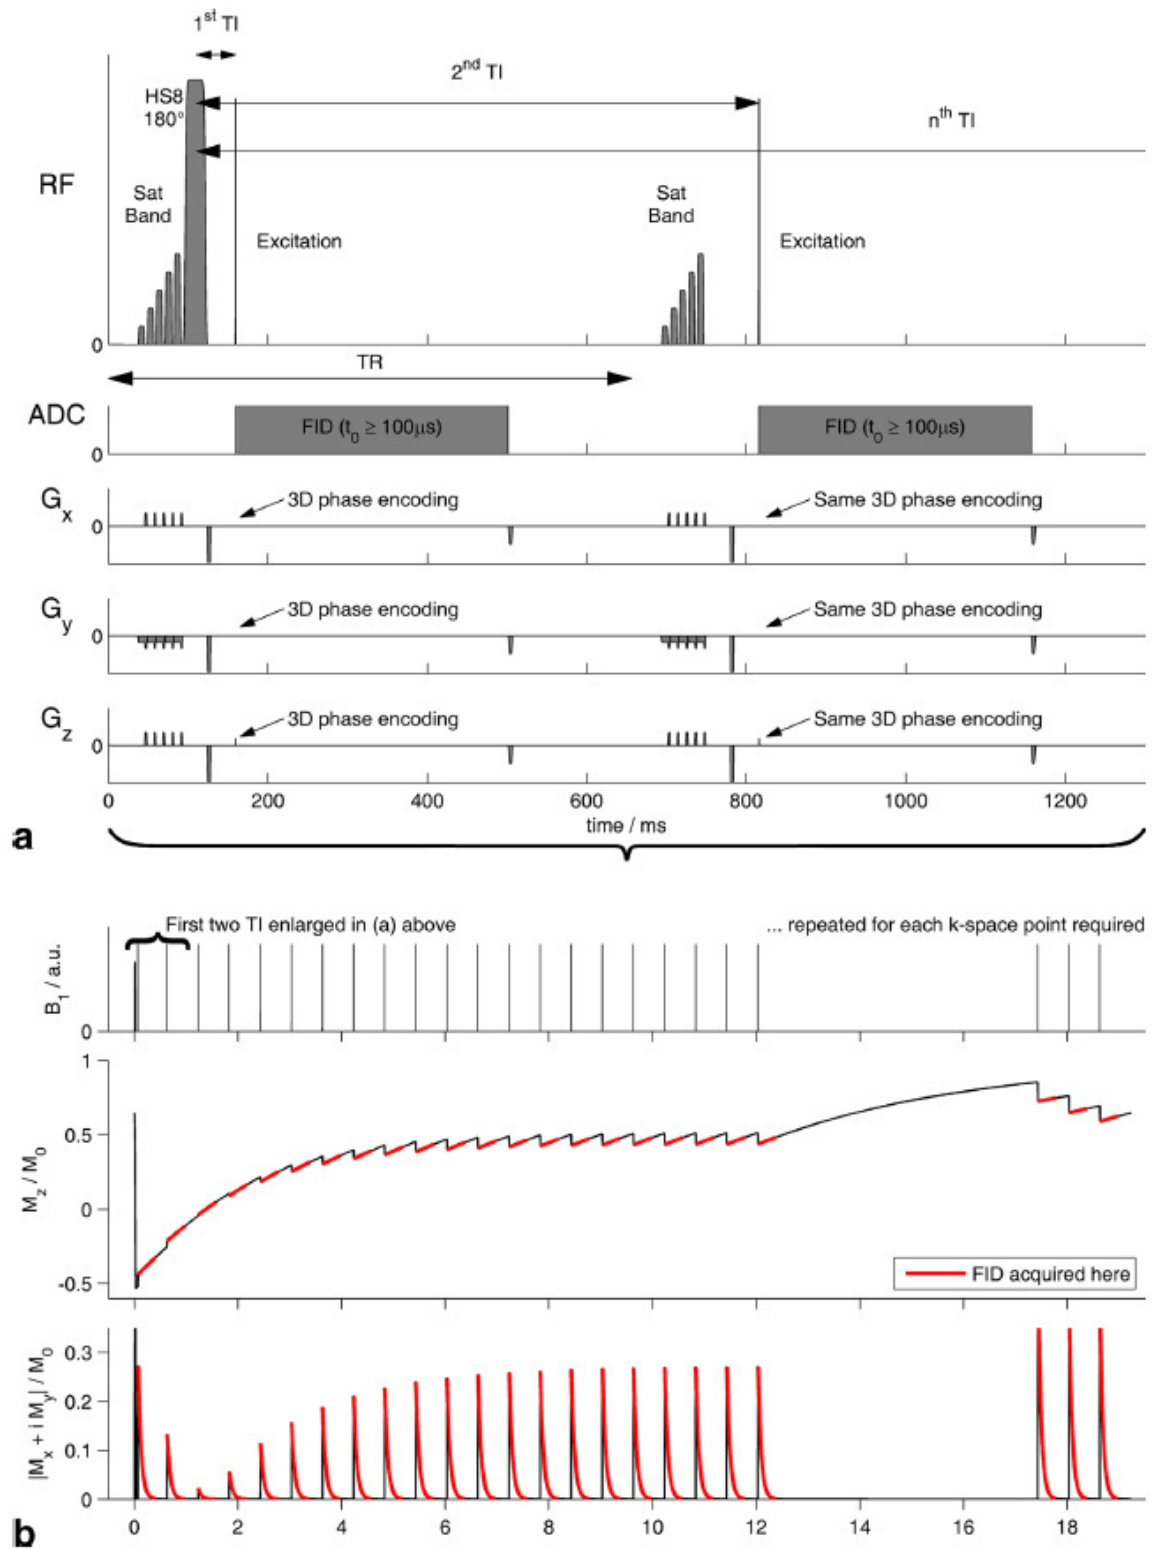 1st TI
2nd TI
nth TI
HS8
180°
RF
Sat
Band
Excitation
Sat
Band
Excitation
0
TR
ADC
FID (t0 ≥ 100μs)
FID (t0 ≥ 100μs)
0
Gx
3D phase encoding
Same 3D phase encoding
0
Gy
3D phase encoding
Same 3D phase encoding
0
Gz
3D phase encoding
Same 3D phase encoding
0
0 200 400 600 800 1000 1200
time / ms
a
First two TI enlarged in (a) above
... repeated for each k-space point required
B1 / a.u.
0
1
0.5
0
-0.5
Mz / M0
FID acquired here
0.3
0.2
0.1
0
|Mx + i My| / M0
0 2 4 6 8 10 12 14 16 18
b